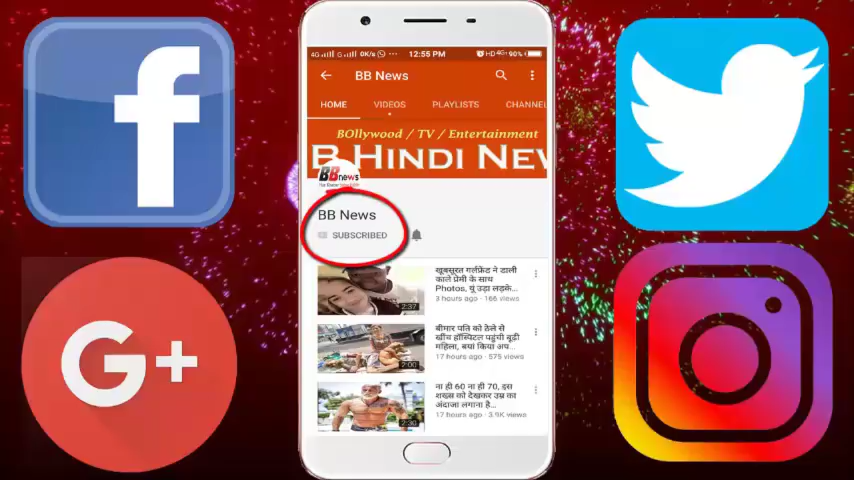 f
12:55 PM
BB News
HOME VIDEOS PLAYLISTS CHANNEL
BOllywood / TV / Entertainment
B HINDI NEW
BBnews
BB News
SUBSCRIBED
खूबसूरत गर्लफ्रेंड ने डाली
काले प्रेमी के साथ
Photos, यूं उड़ा लड़के...
3 hours ago · 166 views
2:37
बीमार पति को ठेले से
खींच हॉस्पिटल पहुंची बूढ़ी
महिला, बयां किया अप...
17 hours ago · 575 views
2:00
ना ही 60 ना ही 70, इस
शख्स को देखकर उम्र का
अंदाजा लगाना है...
17 hours ago · 3.9K views
2:30
G+